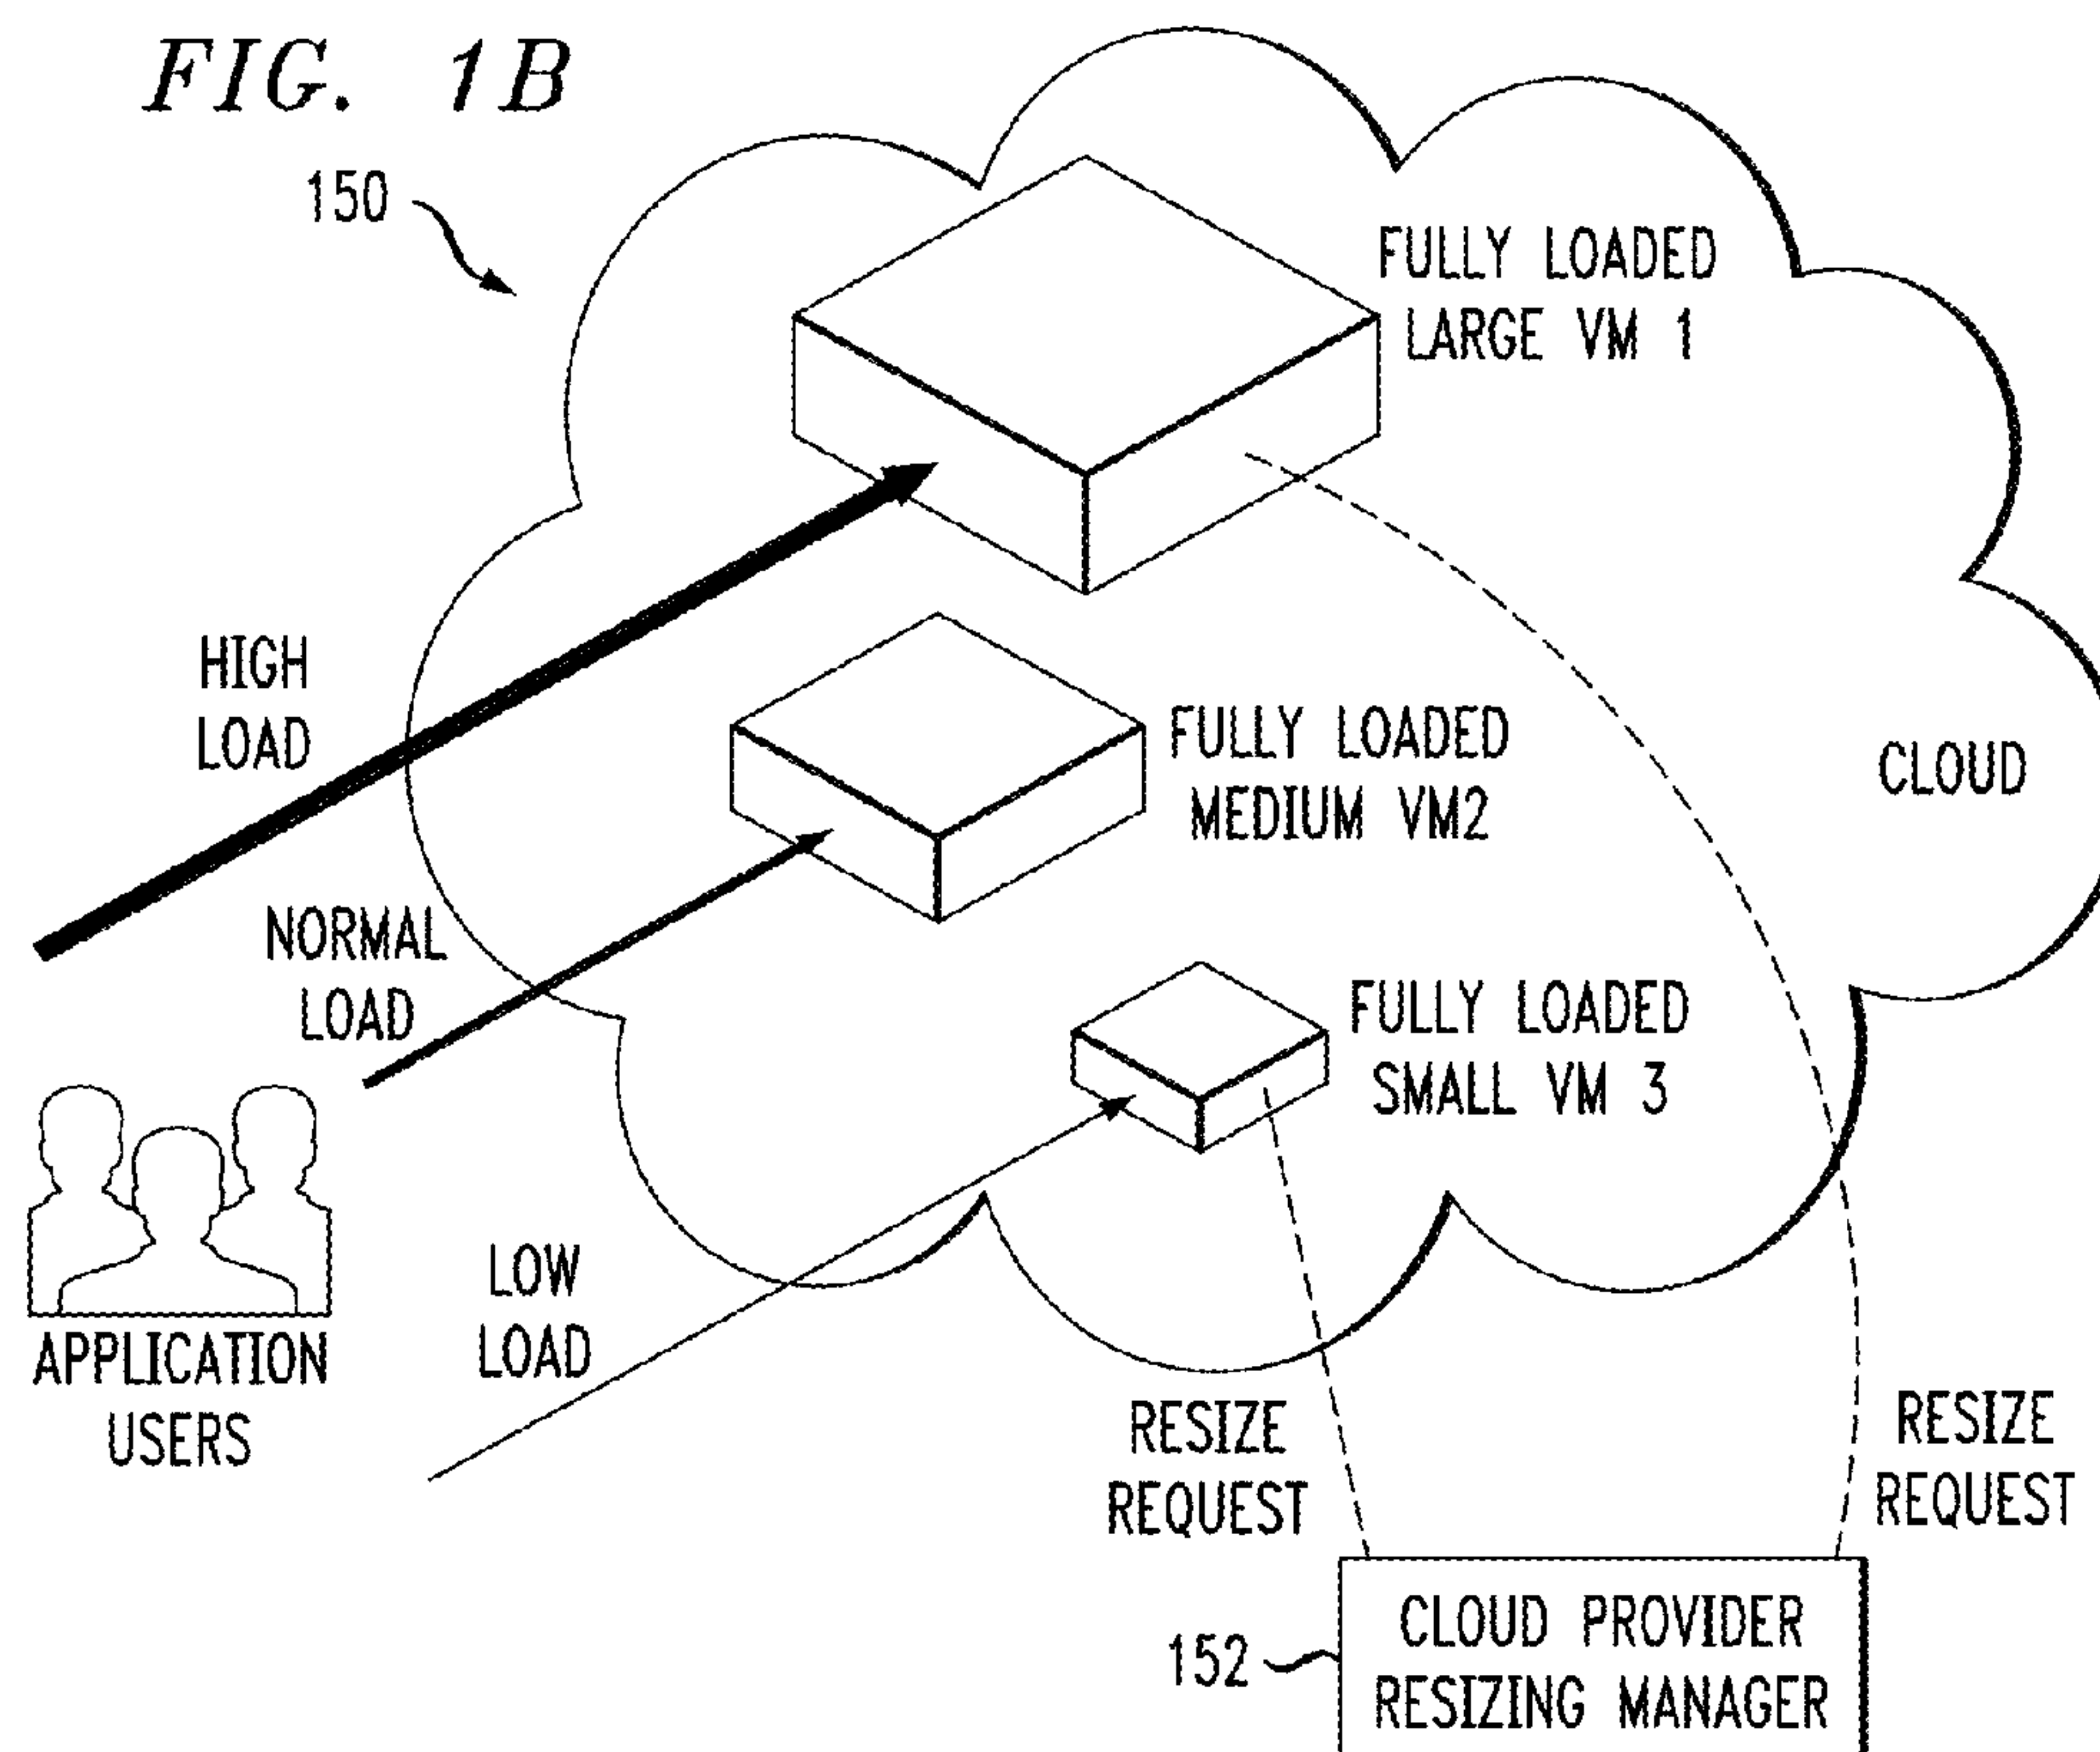 FIG. 1B
150
FULLY LOADED
LARGE VM 1
HIGH
LOAD
FULLY LOADED
MEDIUM VM2
CLOUD
NORMAL
LOAD
FULLY LOADED
SMALL VM 3
APPLICATION
USERS
LOW
LOAD
RESIZE
REQUEST
RESIZE
REQUEST
152
CLOUD PROVIDER
RESIZING MANAGER